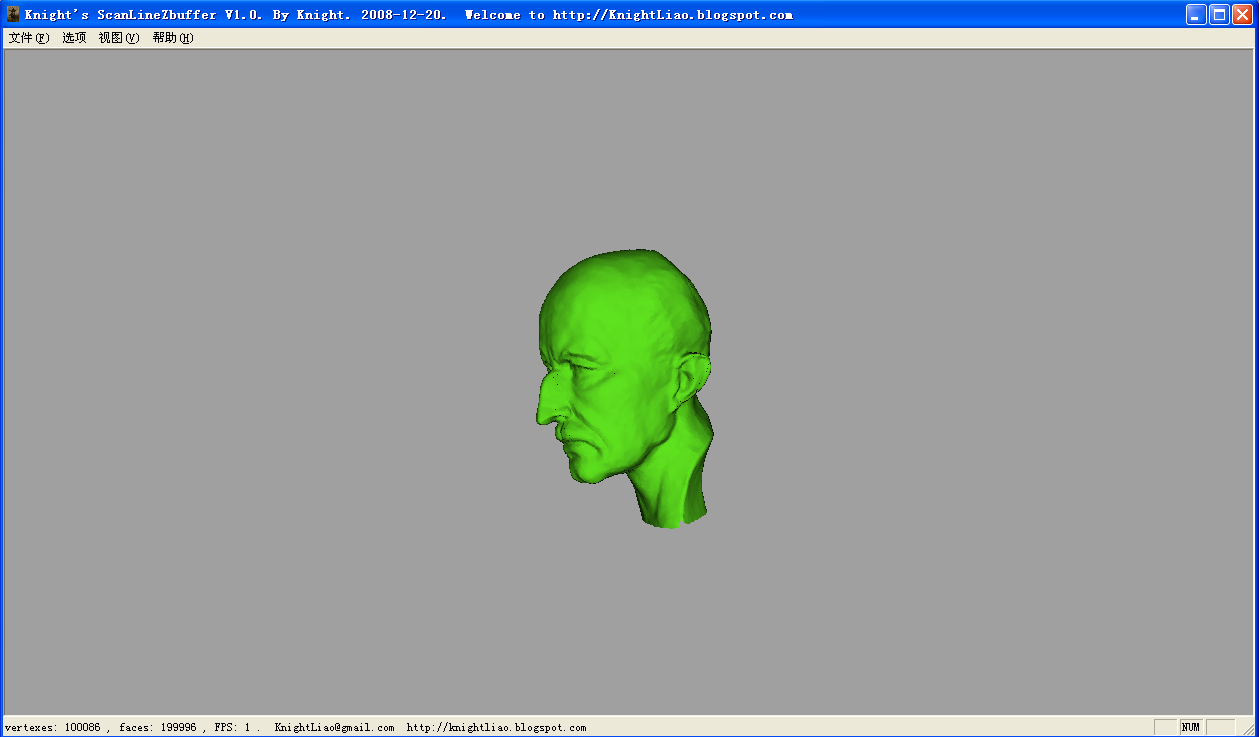 Knight's ScanLineZbuffer V1.0. By Knight. 2008-12-20.  Welcome to http://KnightLiao.blogspot.com
文件(F) 选项 视图(V) 帮助(H)
vertexes: 100086 , faces: 199996 , FPS: 1 .  KnightLiao@gmail.com  http://knightliao.blogspot.com NUM